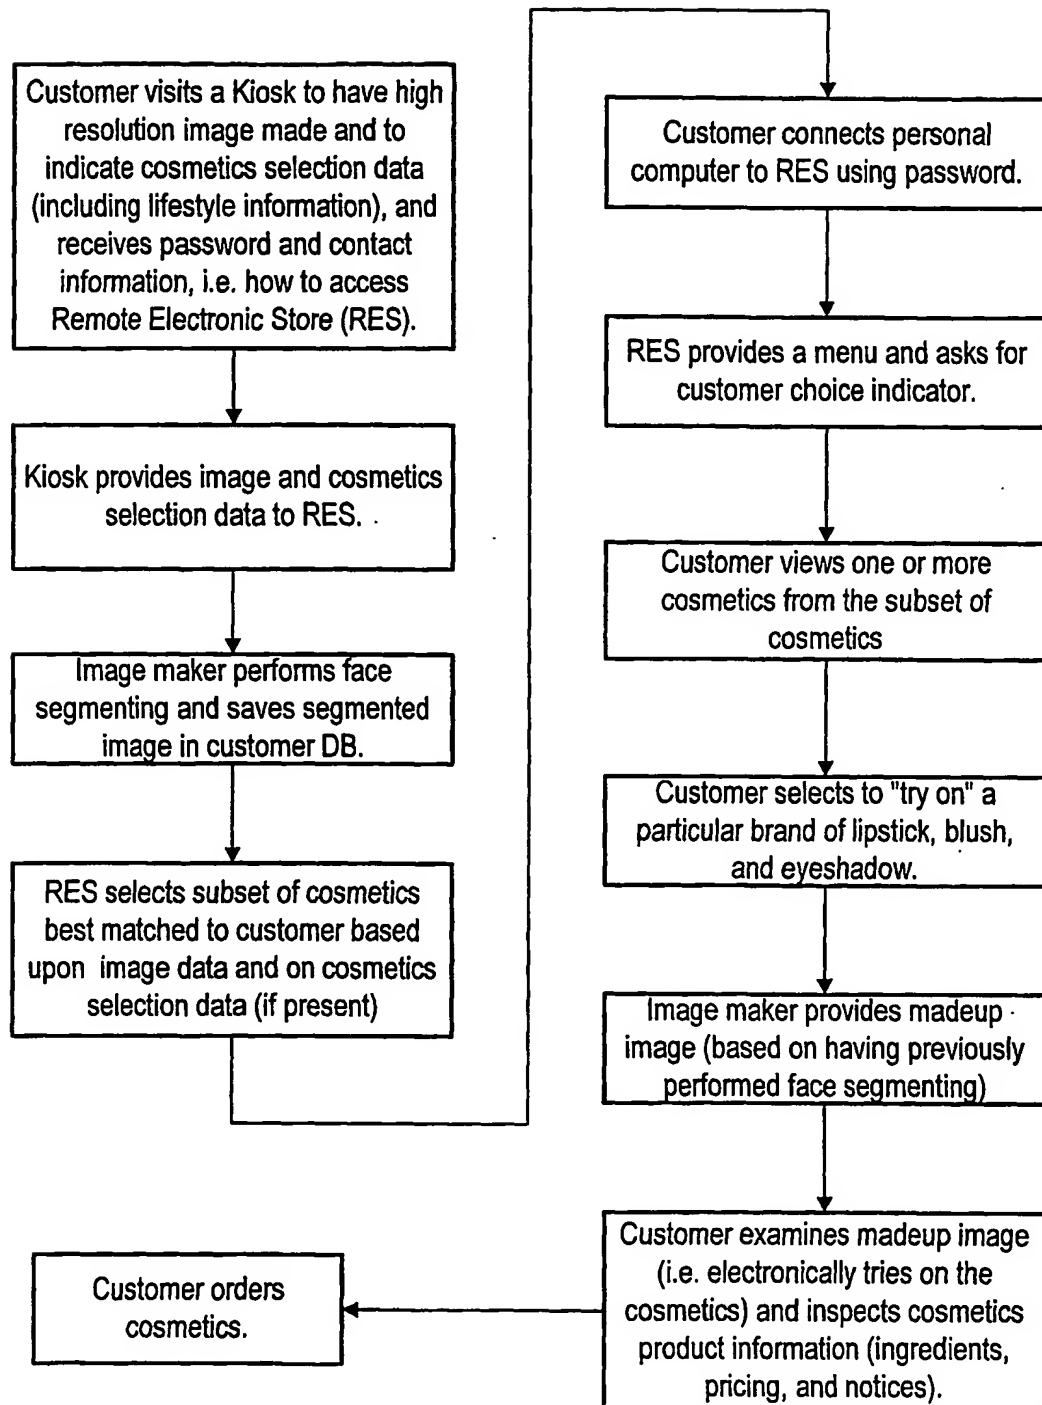 Customer visits a Kiosk to have high
resolution image made and to
indicate cosmetics selection data
(including lifestyle information), and
receives password and contact
information, i.e. how to access
Remote Electronic Store (RES).
Kiosk provides image and cosmetics
selection data to RES.
Image maker performs face
segmenting and saves segmented
image in customer DB.
RES selects subset of cosmetics
best matched to customer based
upon image data and on cosmetics
selection data (if present)
Customer connects personal
computer to RES using password.
RES provides a menu and asks for
customer choice indicator.
Customer views one or more
cosmetics from the subset of
cosmetics
Customer selects to "try on" a
particular brand of lipstick, blush,
and eyeshadow.
Image maker provides madeup
image (based on having previously
performed face segmenting)
Customer examines madeup image
(i.e. electronically tries on the
cosmetics) and inspects cosmetics
product information (ingredients,
pricing, and notices).
Customer orders
cosmetics.